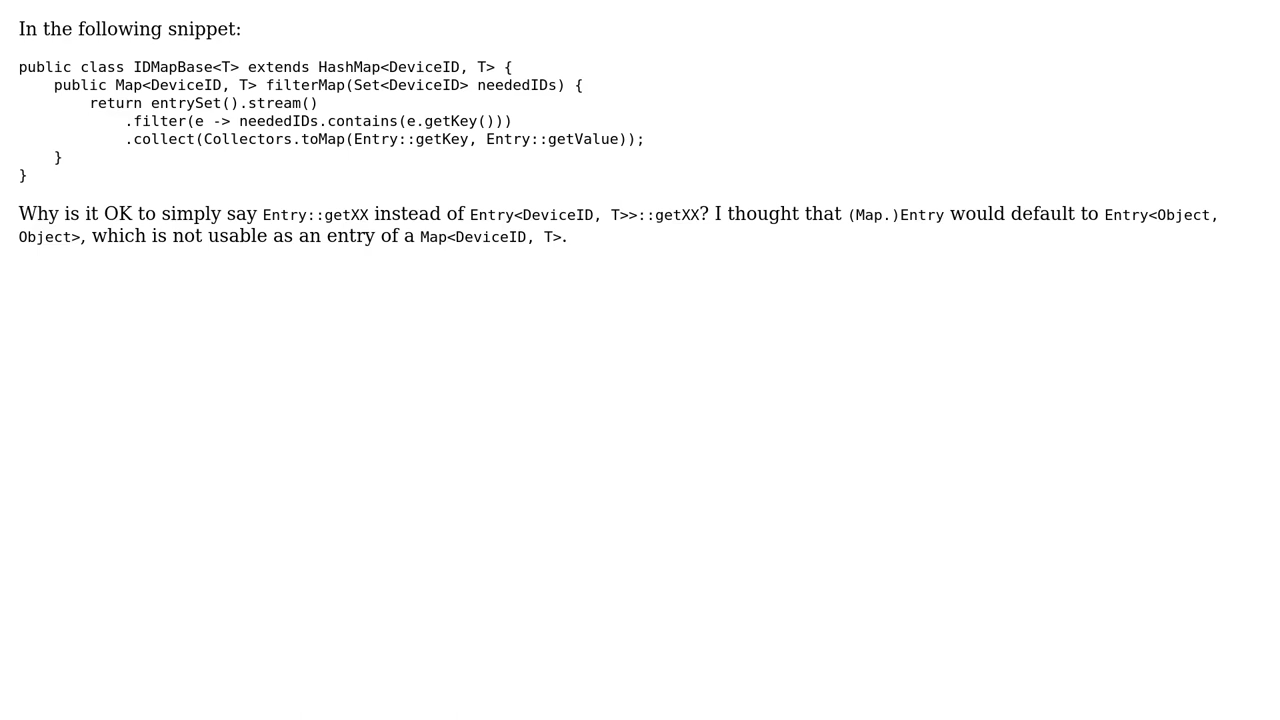 In the following snippet:
public class IDMapBase<T> extends HashMap<DeviceID, T> {
    public Map<DeviceID, T> filterMap(Set<DeviceID> neededIDs) {
        return entrySet().stream()
            .filter(e -> neededIDs.contains(e.getKey()))
            .collect(Collectors.toMap(Entry::getKey, Entry::getValue));
    }
}
Why is it OK to simply say Entry::getXX instead of Entry<DeviceID, T>>::getXX? I thought that (Map.)Entry would default to Entry<Object,
Object>, which is not usable as an entry of a Map<DeviceID, T>.